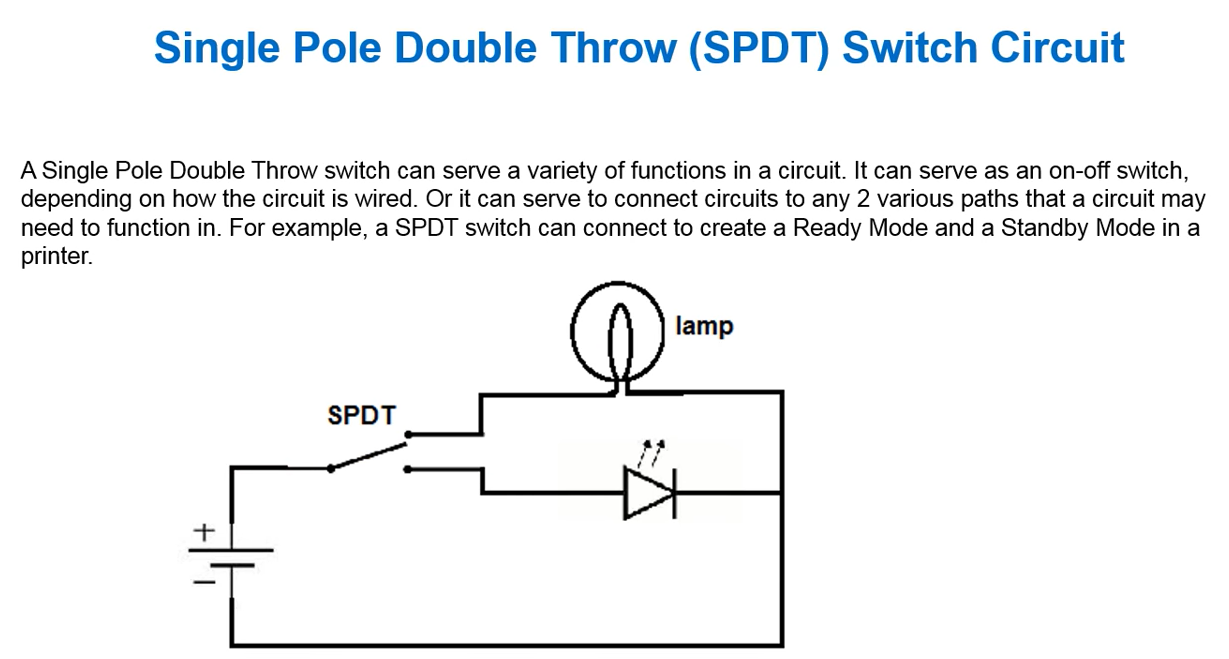 Single Pole Double Throw (SPDT) Switch Circuit
A Single Pole Double Throw switch can serve a variety of functions in a circuit. It can serve as an on-off switch,
depending on how the circuit is wired. Or it can serve to connect circuits to any 2 various paths that a circuit may
need to function in. For example, a SPDT switch can connect to create a Ready Mode and a Standby Mode in a
printer.
lamp
SPDT
+
–